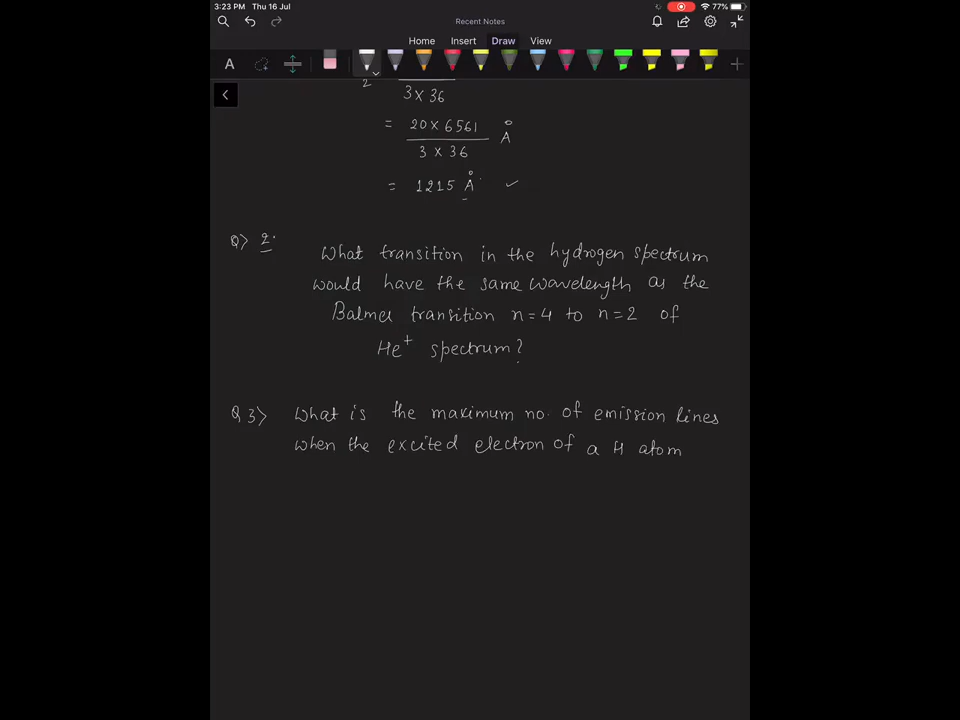 3:23 PM Thu 16 Jul
77%
Recent Notes
Home Insert Draw View
A
2
3 x 36
= 20 x 6561 Å
3 x 36
= 1215 Å ✓
Q> 2.
What transition in the hydrogen spectrum
would have the same wavelength as the
Balmer transition n = 4 to n = 2 of
He+ spectrum?
Q 3> What is the maximum no. of emission lines
when the excited electron of a H atom